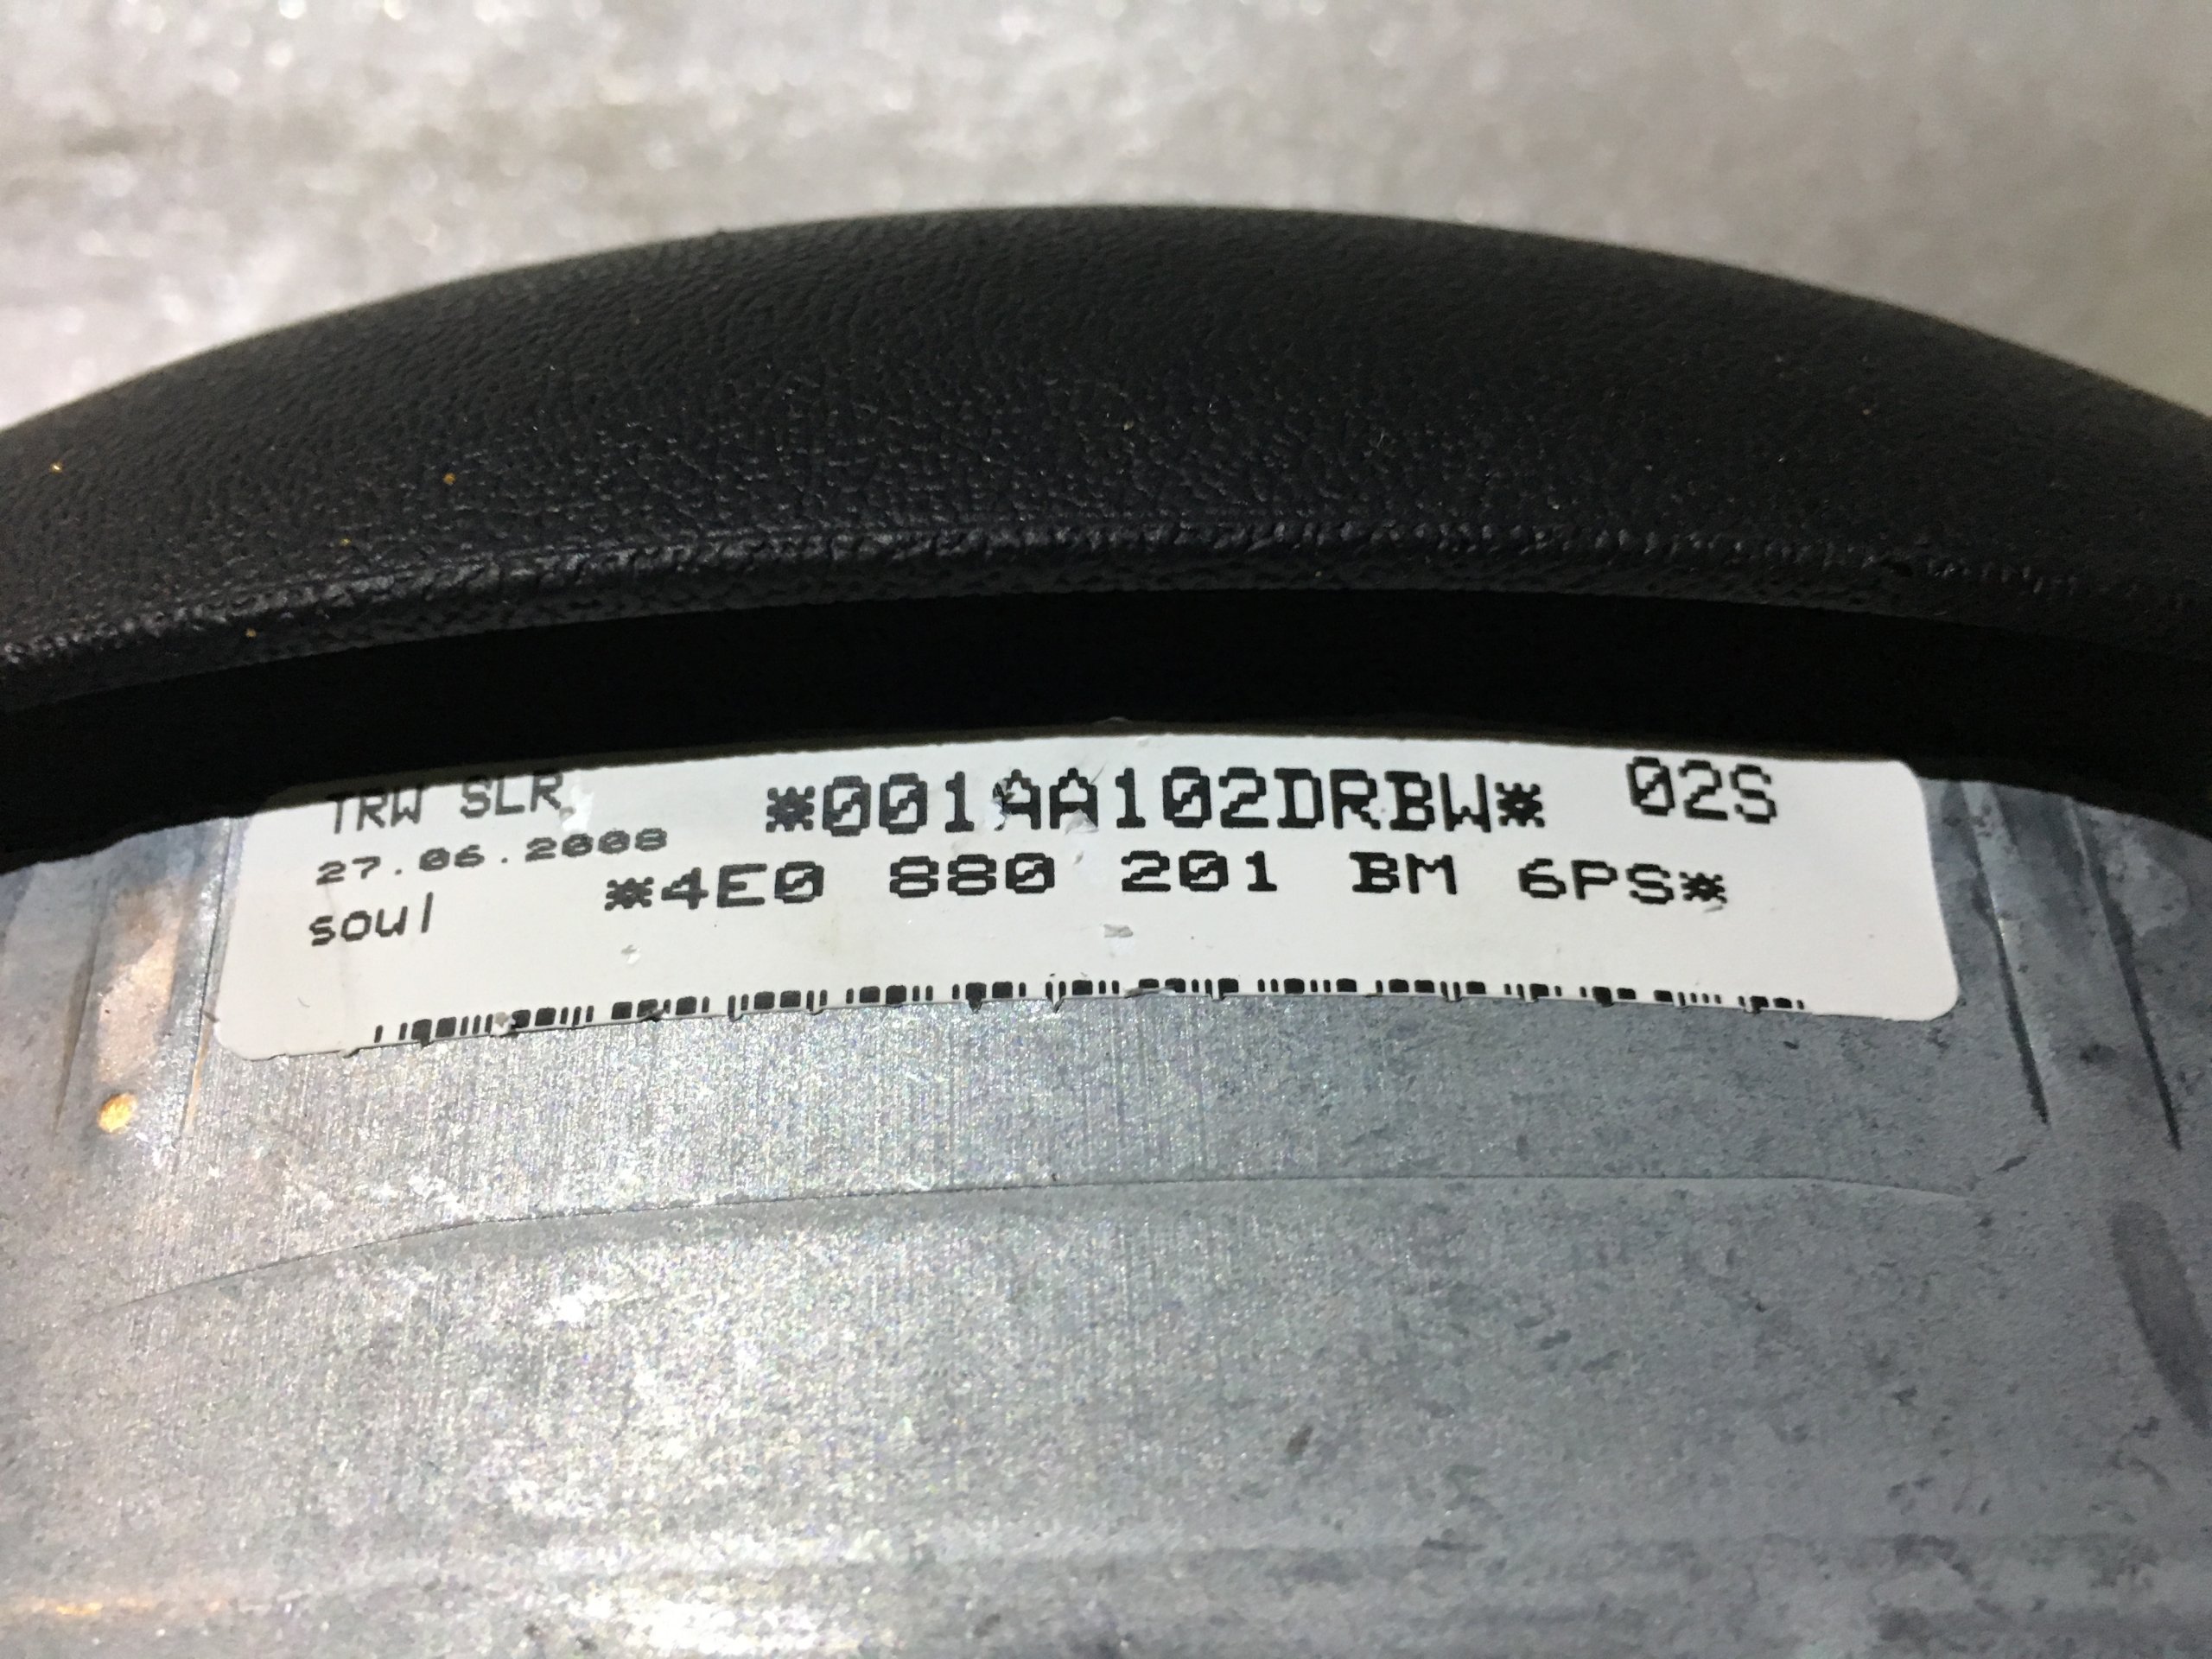 TRW SLR *001AA102DRBW* 02S
27.06.2008
*4E0 880 201 BM 6PS*
soul